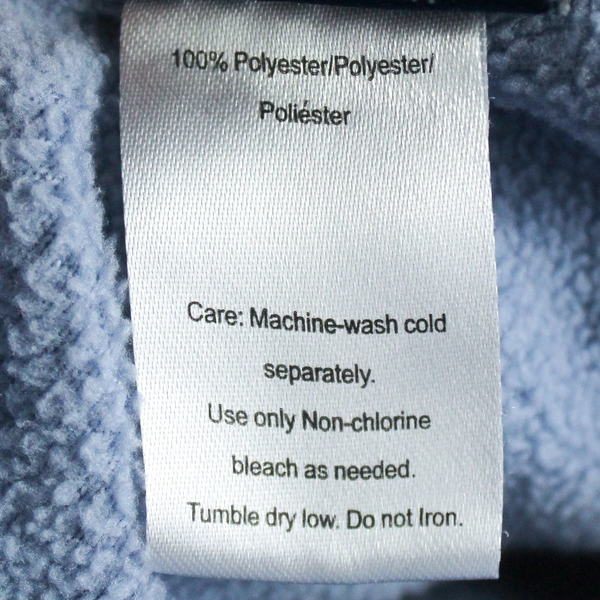 100% Polyester/Polyester/
Poliéster
Care: Machine-wash cold
separately.
Use only Non-chlorine
bleach as needed.
Tumble dry low. Do not Iron.